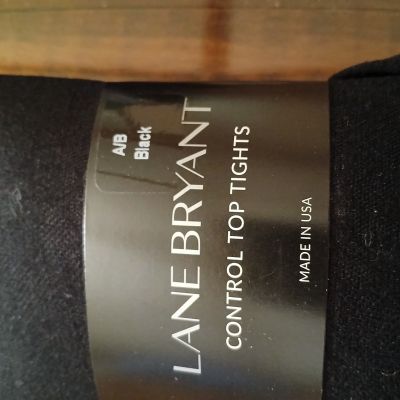 A/B
Black
LANE BRYANT
CONTROL TOP TIGHTS
MADE IN USA